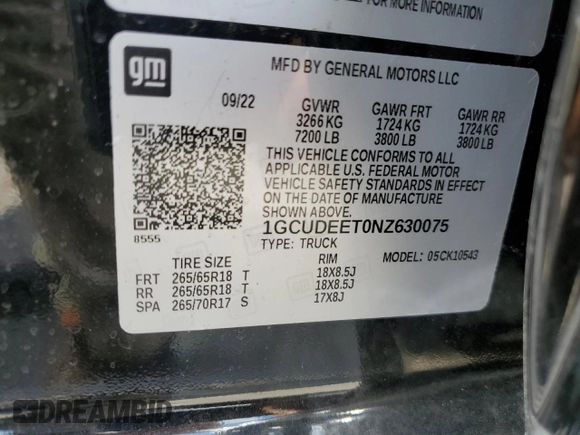 FOR MORE INFORMATION
gm
MFD BY GENERAL MOTORS LLC
09/22 GVWR GAWR FRT GAWR RR
3266 KG 1724 KG 1724 KG
7200 LB 3800 LB 3800 LB
THIS VEHICLE CONFORMS TO ALL
APPLICABLE U.S. FEDERAL MOTOR
VEHICLE SAFETY STANDARDS IN EFFECT
ON THE DATE OF MANUFACTURE
SHOWN ABOVE.
8555
1GCUDEET0NZ630075
TYPE: TRUCK MODEL: 05CK10543
TIRE SIZE RIM
FRT 265/65R18 T 18X8.5J
RR 265/65R18 T 18X8.5J
SPA 265/70R17 S 17X8J
DREAMBID